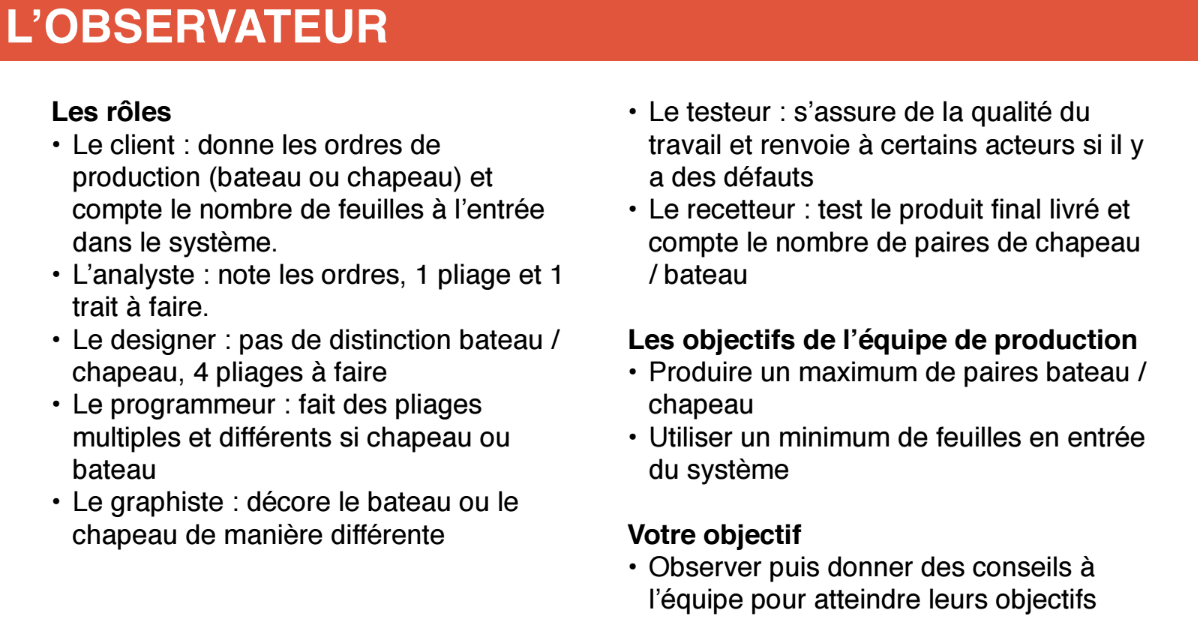 L’OBSERVATEUR
Les rôles
• Le client : donne les ordres de
production (bateau ou chapeau) et
compte le nombre de feuilles à l’entrée
dans le système.
• L’analyste : note les ordres, 1 pliage et 1
trait à faire.
• Le designer : pas de distinction bateau /
chapeau, 4 pliages à faire
• Le programmeur : fait des pliages
multiples et différents si chapeau ou
bateau
• Le graphiste : décore le bateau ou le
chapeau de manière différente
• Le testeur : s’assure de la qualité du
travail et renvoie à certains acteurs si il y
a des défauts
• Le recetteur : test le produit final livré et
compte le nombre de paires de chapeau
/ bateau
Les objectifs de l’équipe de production
• Produire un maximum de paires bateau /
chapeau
• Utiliser un minimum de feuilles en entrée
du système
Votre objectif
• Observer puis donner des conseils à
l’équipe pour atteindre leurs objectifs